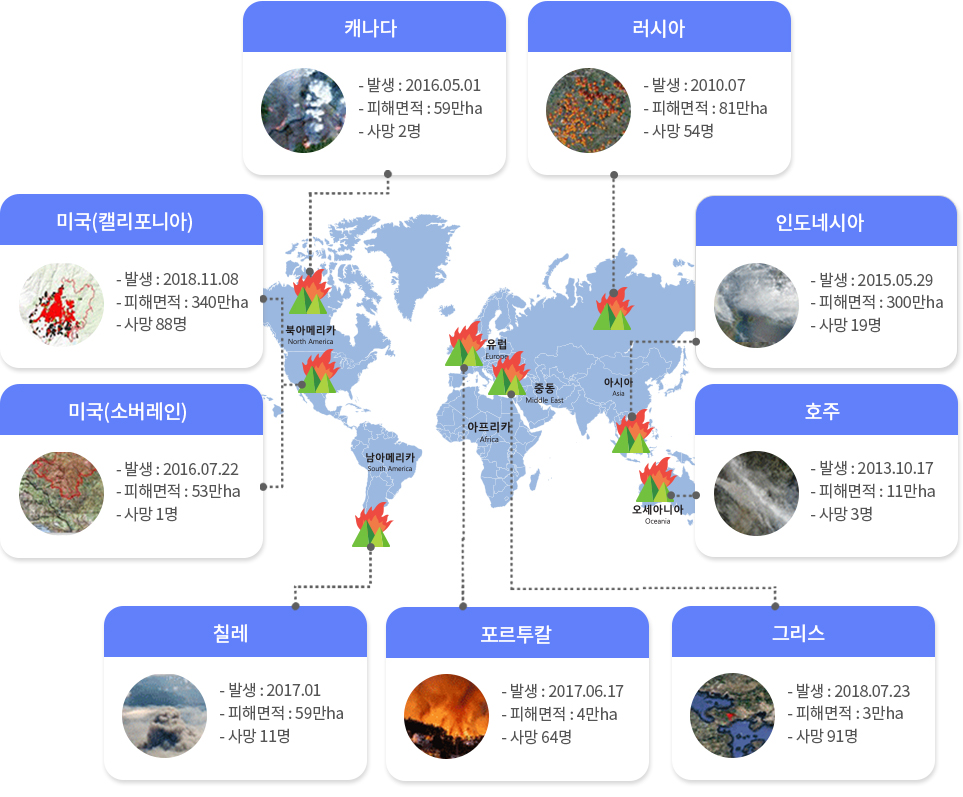 캐나다
- 발생 : 2016.05.01
- 피해면적 : 59만ha
- 사망 2명
러시아
- 발생 : 2010.07
- 피해면적 : 81만ha
- 사망 54명
미국(캘리포니아)
- 발생 : 2018.11.08
- 피해면적 : 340만ha
- 사망 88명
인도네시아
- 발생 : 2015.05.29
- 피해면적 : 300만ha
- 사망 19명
북아메리카
North America
유럽
Europe
중동
Middle East
아시아
Asia
아프리카
Africa
남아메리카
South America
오세아니아
Oceania
미국(소버레인)
- 발생 : 2016.07.22
- 피해면적 : 53만ha
- 사망 1명
호주
- 발생 : 2013.10.17
- 피해면적 : 11만ha
- 사망 3명
칠레
- 발생 : 2017.01
- 피해면적 : 59만ha
- 사망 11명
포르투칼
- 발생 : 2017.06.17
- 피해면적 : 4만ha
- 사망 64명
그리스
- 발생 : 2018.07.23
- 피해면적 : 3만ha
- 사망 91명